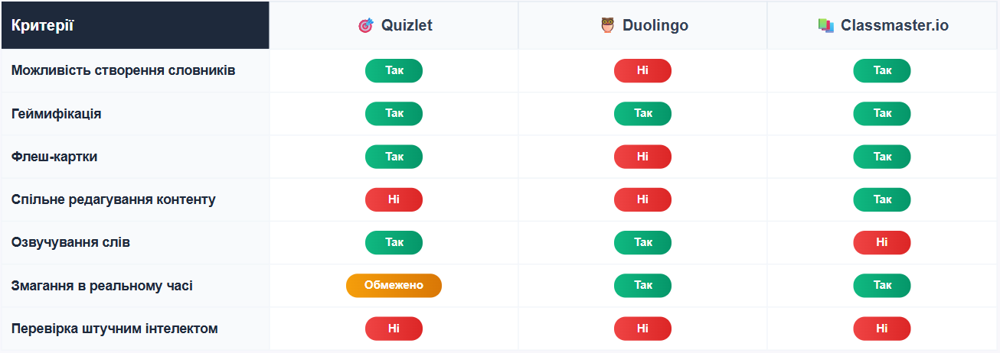 Критерії Quizlet Duolingo Classmaster.io
Можливість створення словників Так Ні Так
Геймифікація Так Так Так
Флеш-картки Так Ні Так
Спільне редагування контенту Ні Ні Так
Озвучування слів Так Так Ні
Змагання в реальному часі Обмежено Так Так
Перевірка штучним інтелектом Ні Ні Ні